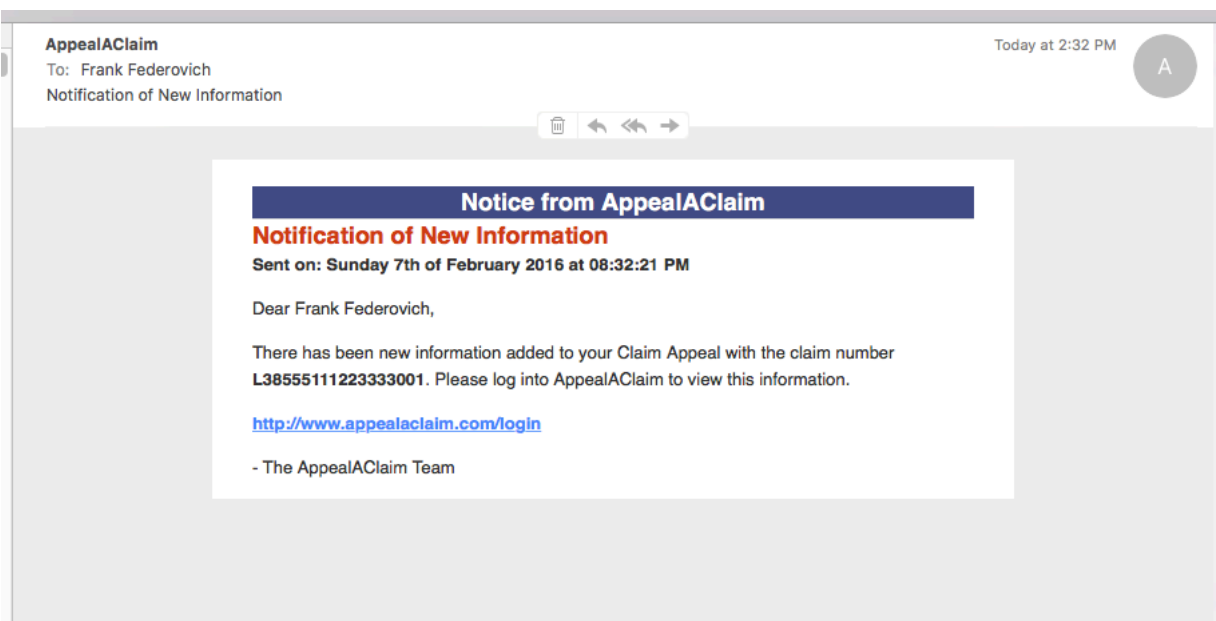 AppealAClaim
Today at 2:32 PM
A
To: Frank Federovich
Notification of New Information
Notice from AppealAClaim
Notification of New Information
Sent on: Sunday 7th of February 2016 at 08:32:21 PM
Dear Frank Federovich,
There has been new information added to your Claim Appeal with the claim number
L38555111223333001. Please log into AppealAClaim to view this information.
http://www.appealaclaim.com/login
- The AppealAClaim Team